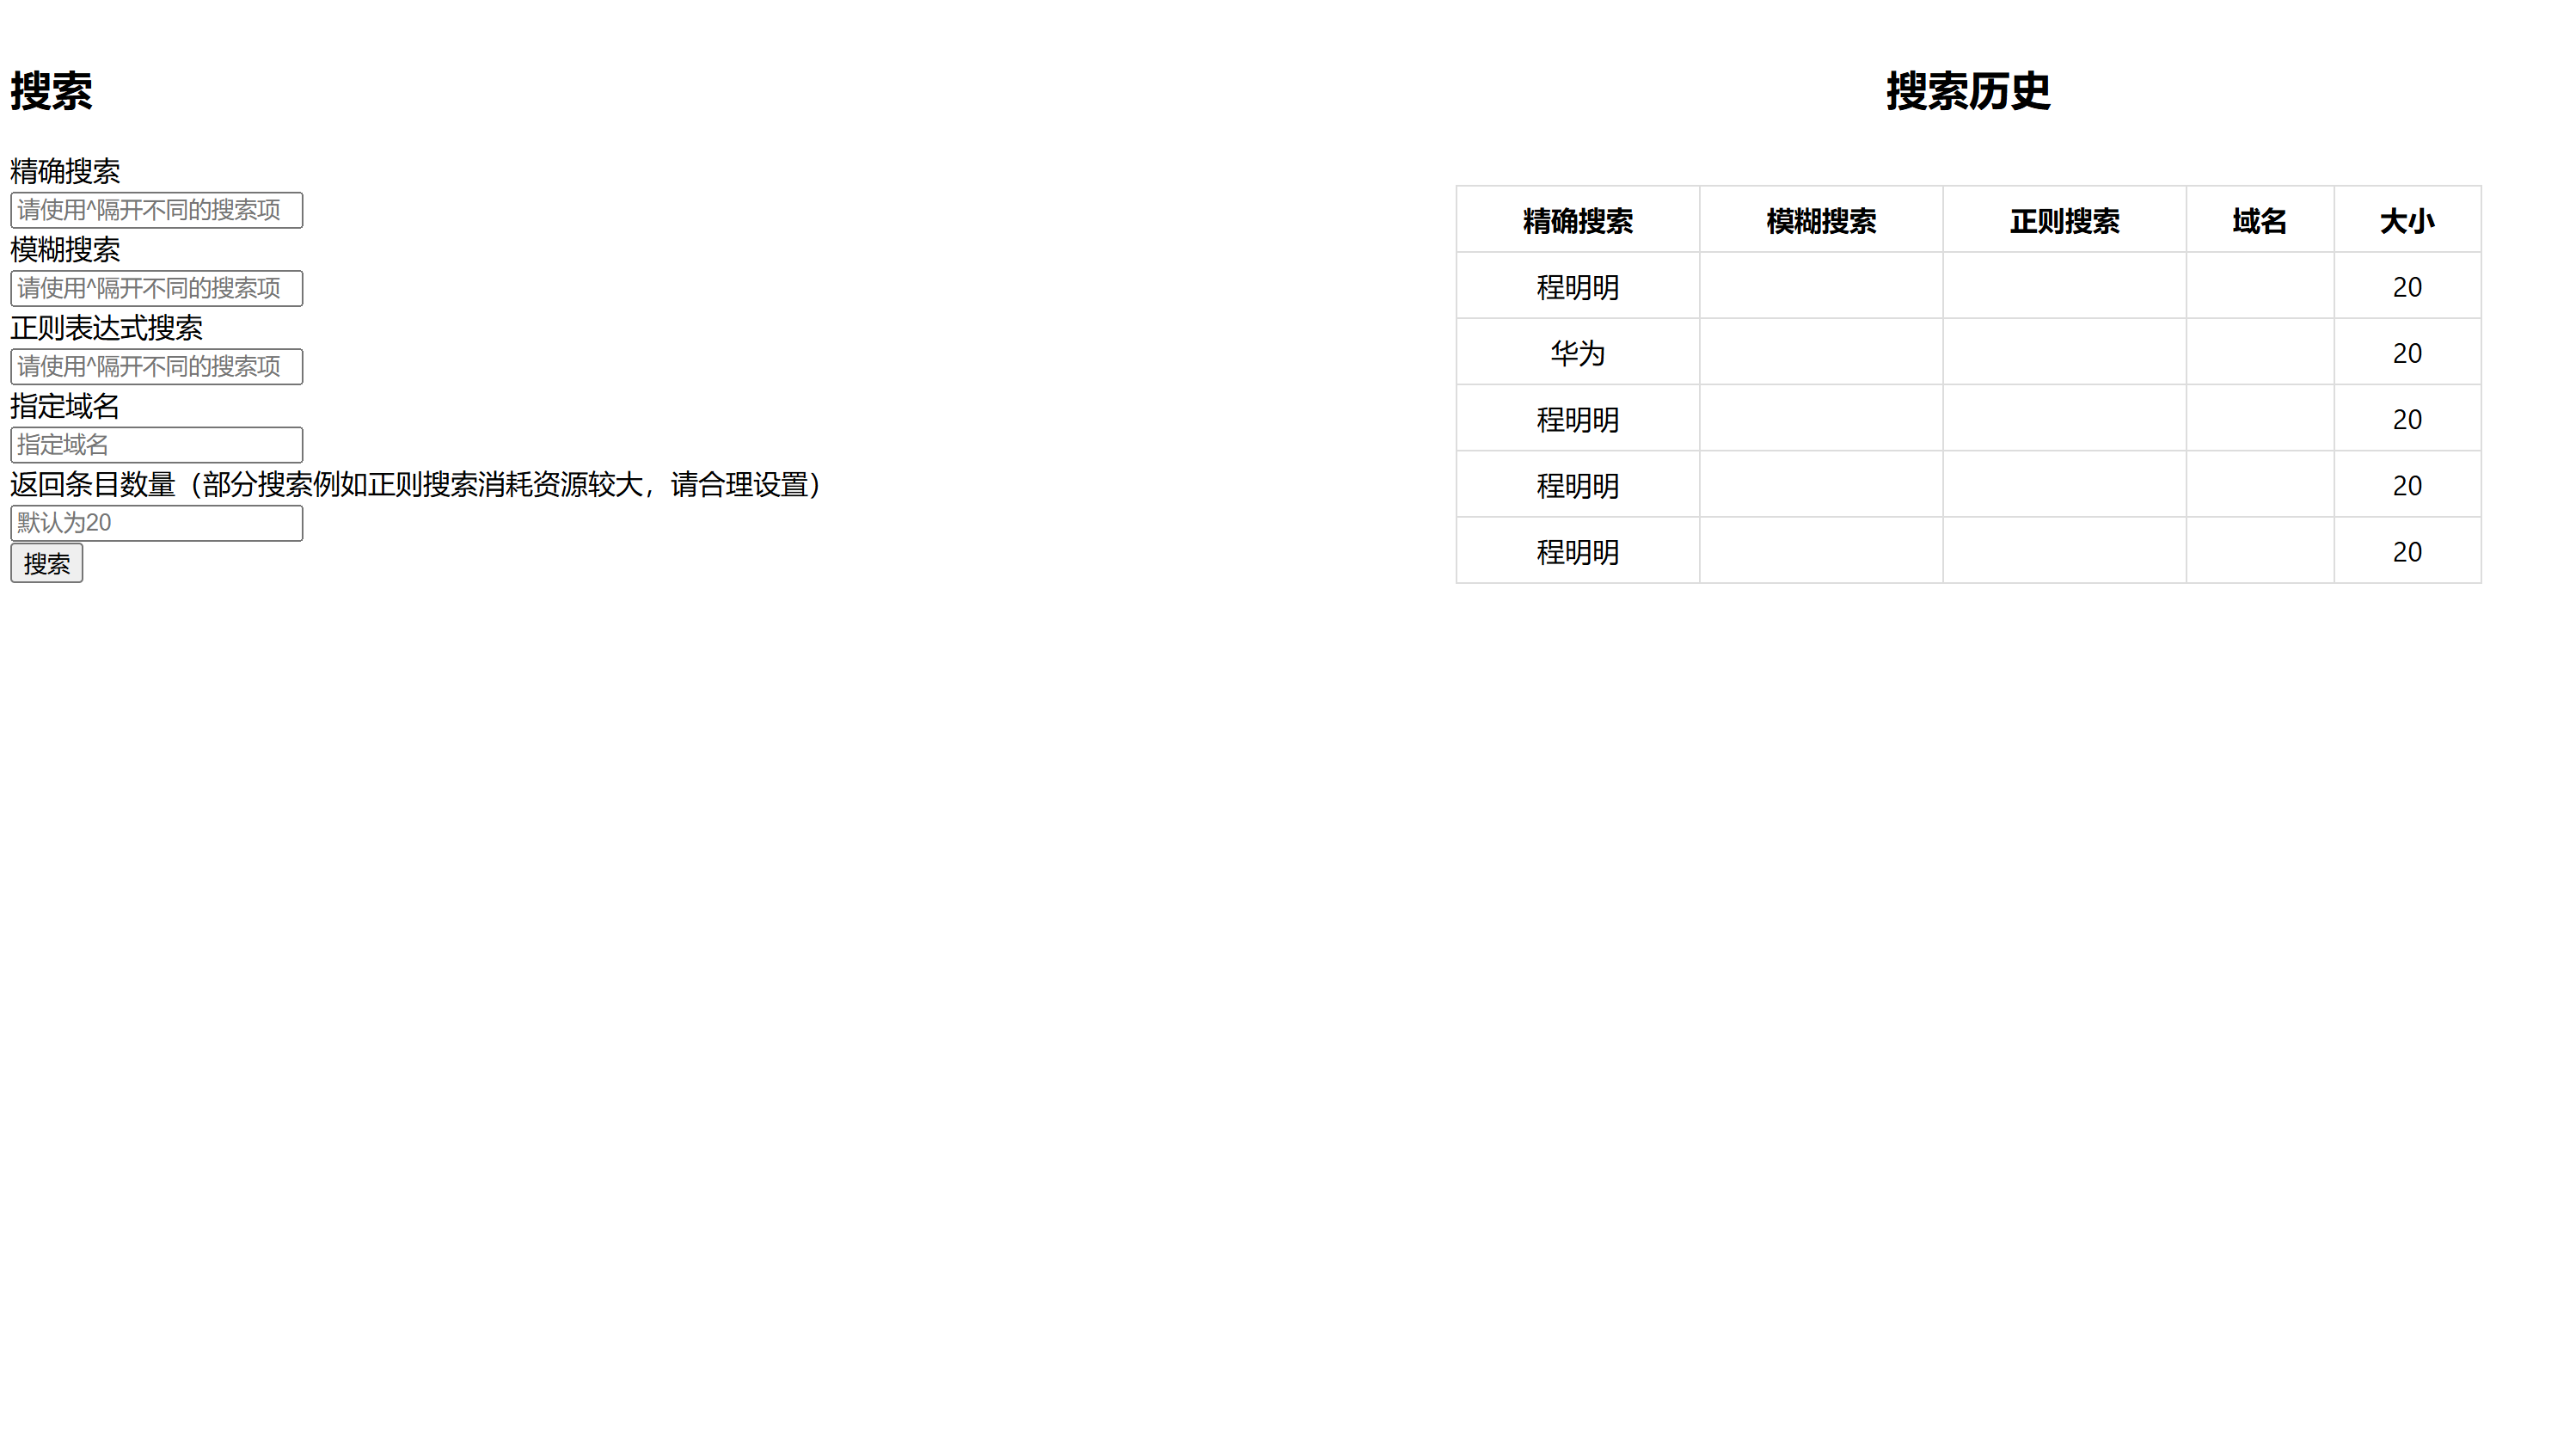 搜索
精确搜索
请使用^隔开不同的搜索项
模糊搜索
请使用^隔开不同的搜索项
正则表达式搜索
请使用^隔开不同的搜索项
指定域名
指定域名
返回条目数量（部分搜索例如正则搜索消耗资源较大，请合理设置）
默认为20
搜索
搜索历史
精确搜索 模糊搜索 正则搜索 域名 大小
程明明 20
华为 20
程明明 20
程明明 20
程明明 20